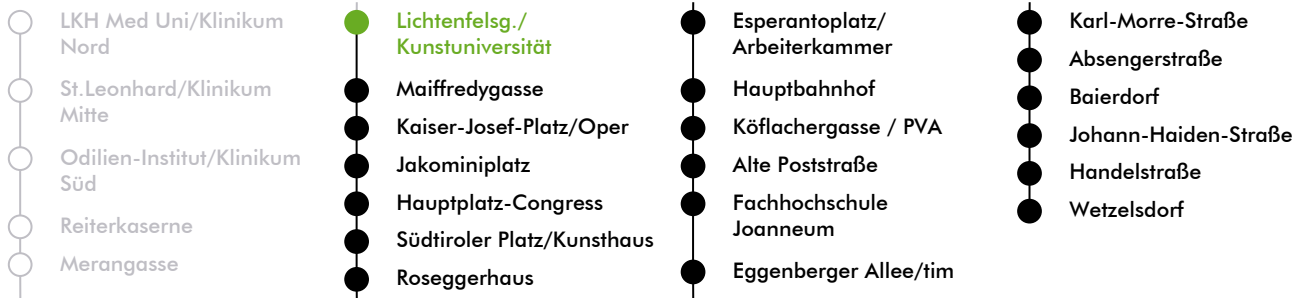 LKH Med Uni/Klinikum
Nord
St.Leonhard/Klinikum
Mitte
Odilien-Institut/Klinikum
Süd
Reiterkaserne
Merangasse
Lichtenfelsg./
Kunstuniversität
Maiffredygasse
Kaiser-Josef-Platz/Oper
Jakominiplatz
Hauptplatz-Congress
Südtiroler Platz/Kunsthaus
Roseggerhaus
Esperantoplatz/
Arbeiterkammer
Hauptbahnhof
Köflachergasse / PVA
Alte Poststraße
Fachhochschule
Joanneum
Eggenberger Allee/tim
Karl-Morre-Straße
Absengerstraße
Baierdorf
Johann-Haiden-Straße
Handelstraße
Wetzelsdorf